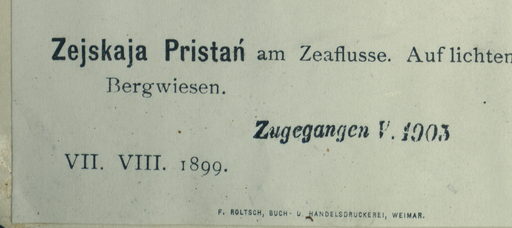 Zejskaja Pristań am Zeaflusse. Auf lichten
Bergwiesen.
Zugegangen V. 1903
VII. VIII. 1899.
F. ROLTSCH, BUCH- U. HANDELSDRUCKEREI, WEIMAR.